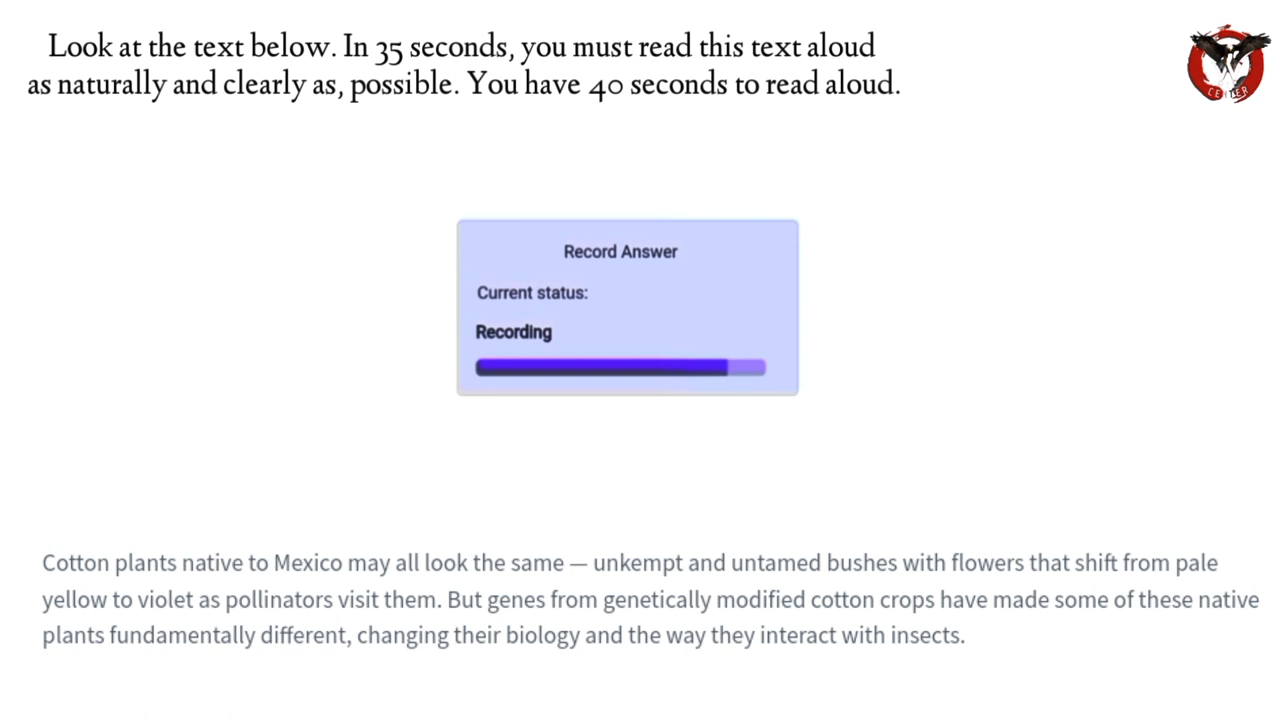 Look at the text below. In 35 seconds, you must read this text aloud
as naturally and clearly as, possible. You have 40 seconds to read aloud.
CENTER
Record Answer
Current status:
Recording
Cotton plants native to Mexico may all look the same — unkempt and untamed bushes with flowers that shift from pale
yellow to violet as pollinators visit them. But genes from genetically modified cotton crops have made some of these native
plants fundamentally different, changing their biology and the way they interact with insects.